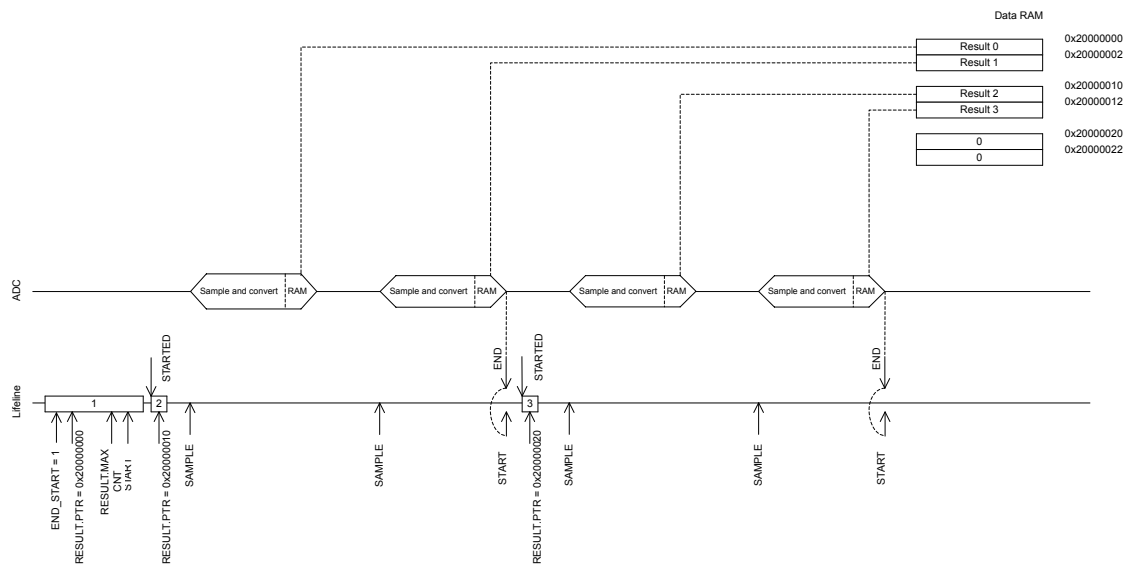 Data RAM
Result 0
0x20000000
Result 1
0x20000002
Result 2
0x20000010
Result 3
0x20000012
0
0x20000020
0
0x20000022
ADC
Sample and convert
RAM
Sample and convert
RAM
Sample and convert
RAM
Sample and convert
RAM
Lifeline
STARTED
END
STARTED
END
1
2
3
END_START = 1
RESULT.PTR = 0x20000000
RESULT.MAX
CNT
START
RESULT.PTR = 0x20000010
SAMPLE
SAMPLE
START
RESULT.PTR = 0x20000020
SAMPLE
SAMPLE
START